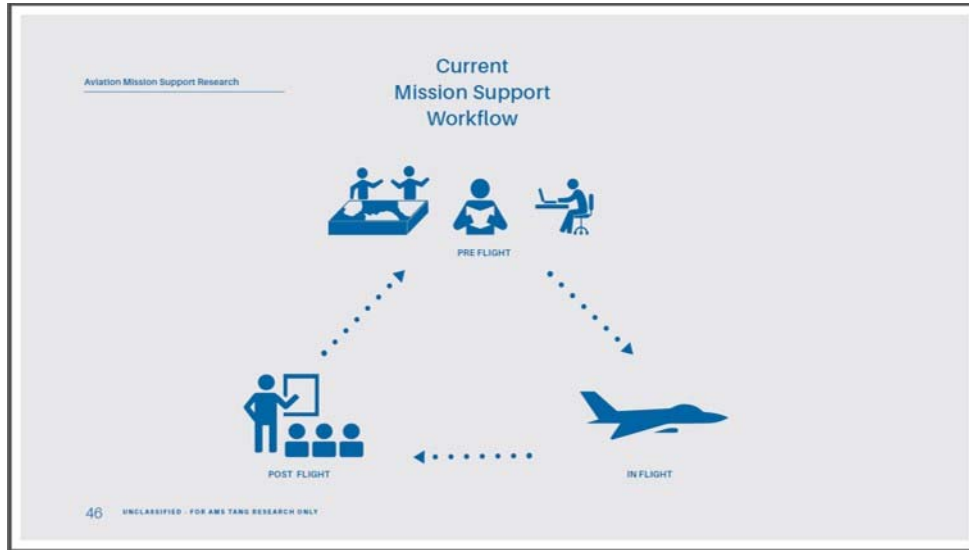 Aviation Mission Support Research
Current
Mission Support
Workflow
PRE FLIGHT
POST FLIGHT
IN FLIGHT
46
UNCLASSIFIED - FOR AMS TANG RESEARCH ONLY